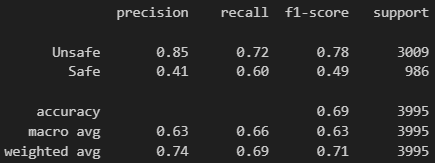 precision recall f1-score support
Unsafe 0.85 0.72 0.78 3009
Safe 0.41 0.60 0.49 986
accuracy 0.69 3995
macro avg 0.63 0.66 0.63 3995
weighted avg 0.74 0.69 0.71 3995